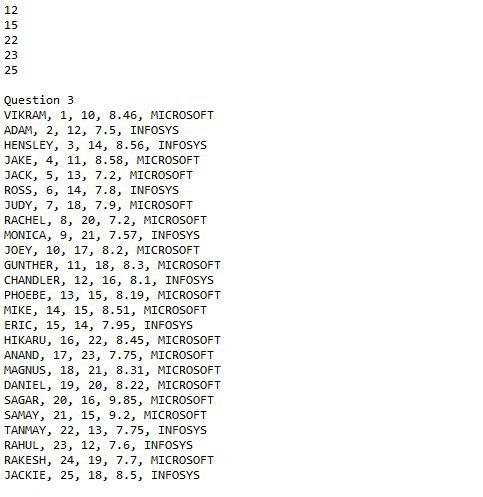 12
15
22
23
25
Question 3
VIKRAM, 1, 10, 8.46, MICROSOFT
ADAM, 2, 12, 7.5, INFOSYS
HENSLEY, 3, 14, 8.56, INFOSYS
JAKE, 4, 11, 8.58, MICROSOFT
JACK, 5, 13, 7.2, MICROSOFT
ROSS, 6, 14, 7.8, INFOSYS
JUDY, 7, 18, 7.9, MICROSOFT
RACHEL, 8, 20, 7.2, MICROSOFT
MONICA, 9, 21, 7.57, INFOSYS
JOEY, 10, 17, 8.2, MICROSOFT
GUNTHER, 11, 18, 8.3, MICROSOFT
CHANDLER, 12, 16, 8.1, INFOSYS
PHOEBE, 13, 15, 8.19, MICROSOFT
MIKE, 14, 15, 8.51, MICROSOFT
ERIC, 15, 14, 7.95, INFOSYS
HIKARU, 16, 22, 8.45, MICROSOFT
ANAND, 17, 23, 7.75, MICROSOFT
MAGNUS, 18, 21, 8.31, MICROSOFT
DANIEL, 19, 20, 8.22, MICROSOFT
SAGAR, 20, 16, 9.85, MICROSOFT
SAMAY, 21, 15, 9.2, MICROSOFT
TANMAY, 22, 13, 7.75, INFOSYS
RAHUL, 23, 12, 7.6, INFOSYS
RAKESH, 24, 19, 7.7, MICROSOFT
JACKIE, 25, 18, 8.5, INFOSYS